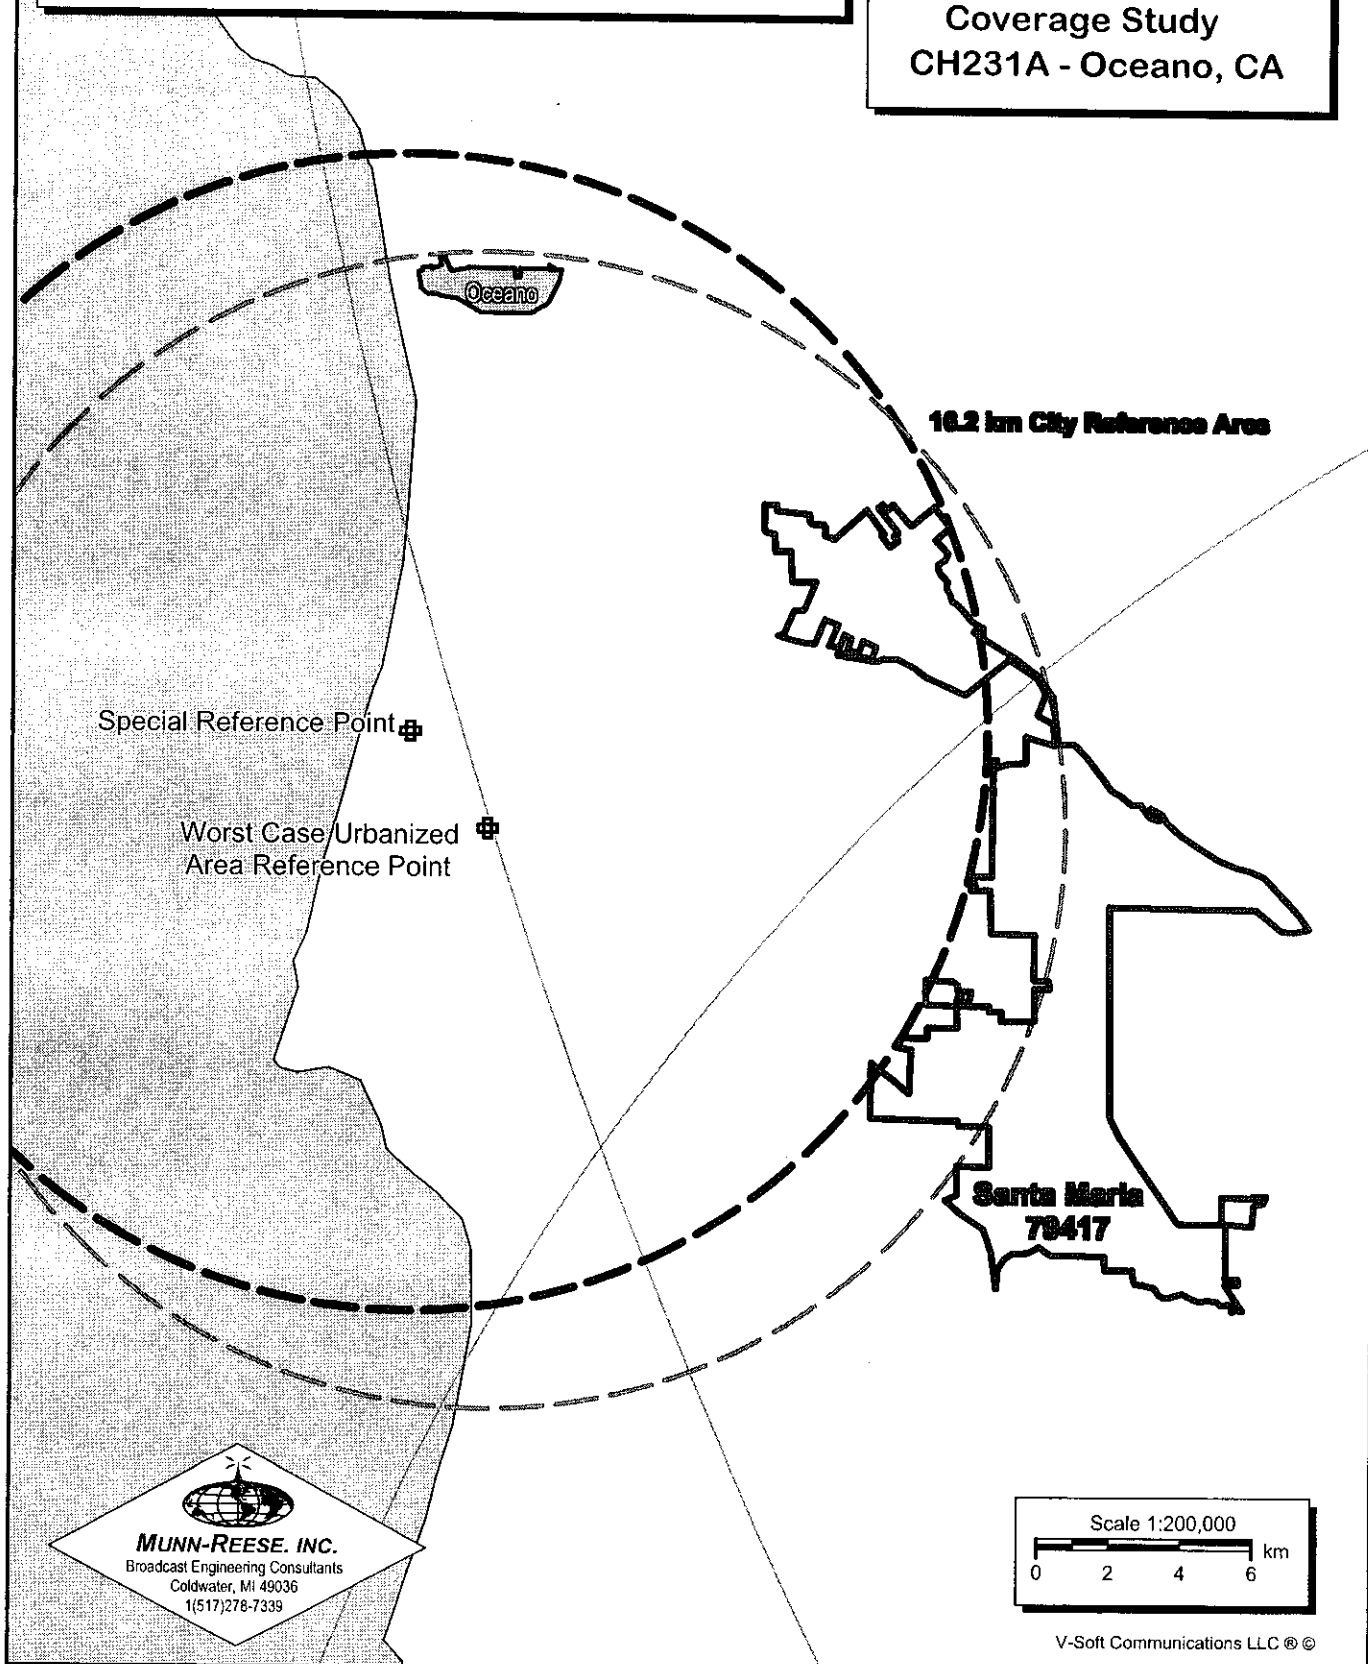 Coverage Study
CH231A - Oceano, CA
Oceano
16.2 km City Reference Area
Special Reference Point
Worst Case Urbanized
Area Reference Point
Santa Maria
79417
MUNN-REESE. INC.
Broadcast Engineering Consultants
Coldwater, MI 49036
1(517)278-7339
Scale 1:200,000
km
0 2 4 6
V-Soft Communications LLC ® ©